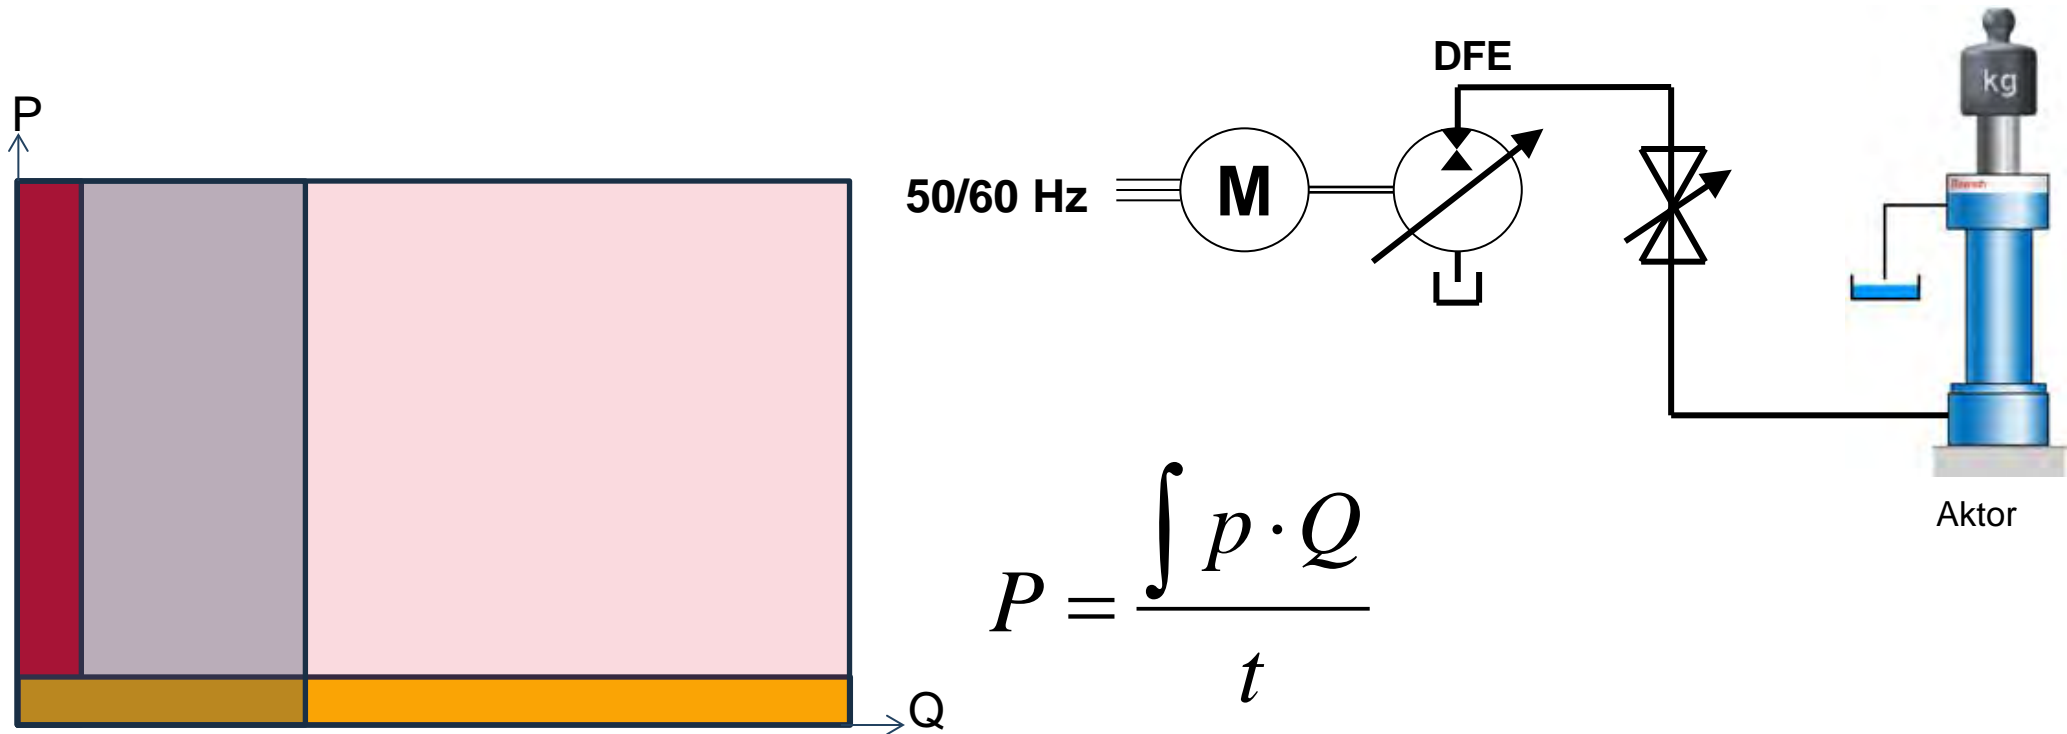 P
Q
DFE
50/60 Hz
M
kg
Aktor
P = ∫ p · Q / t